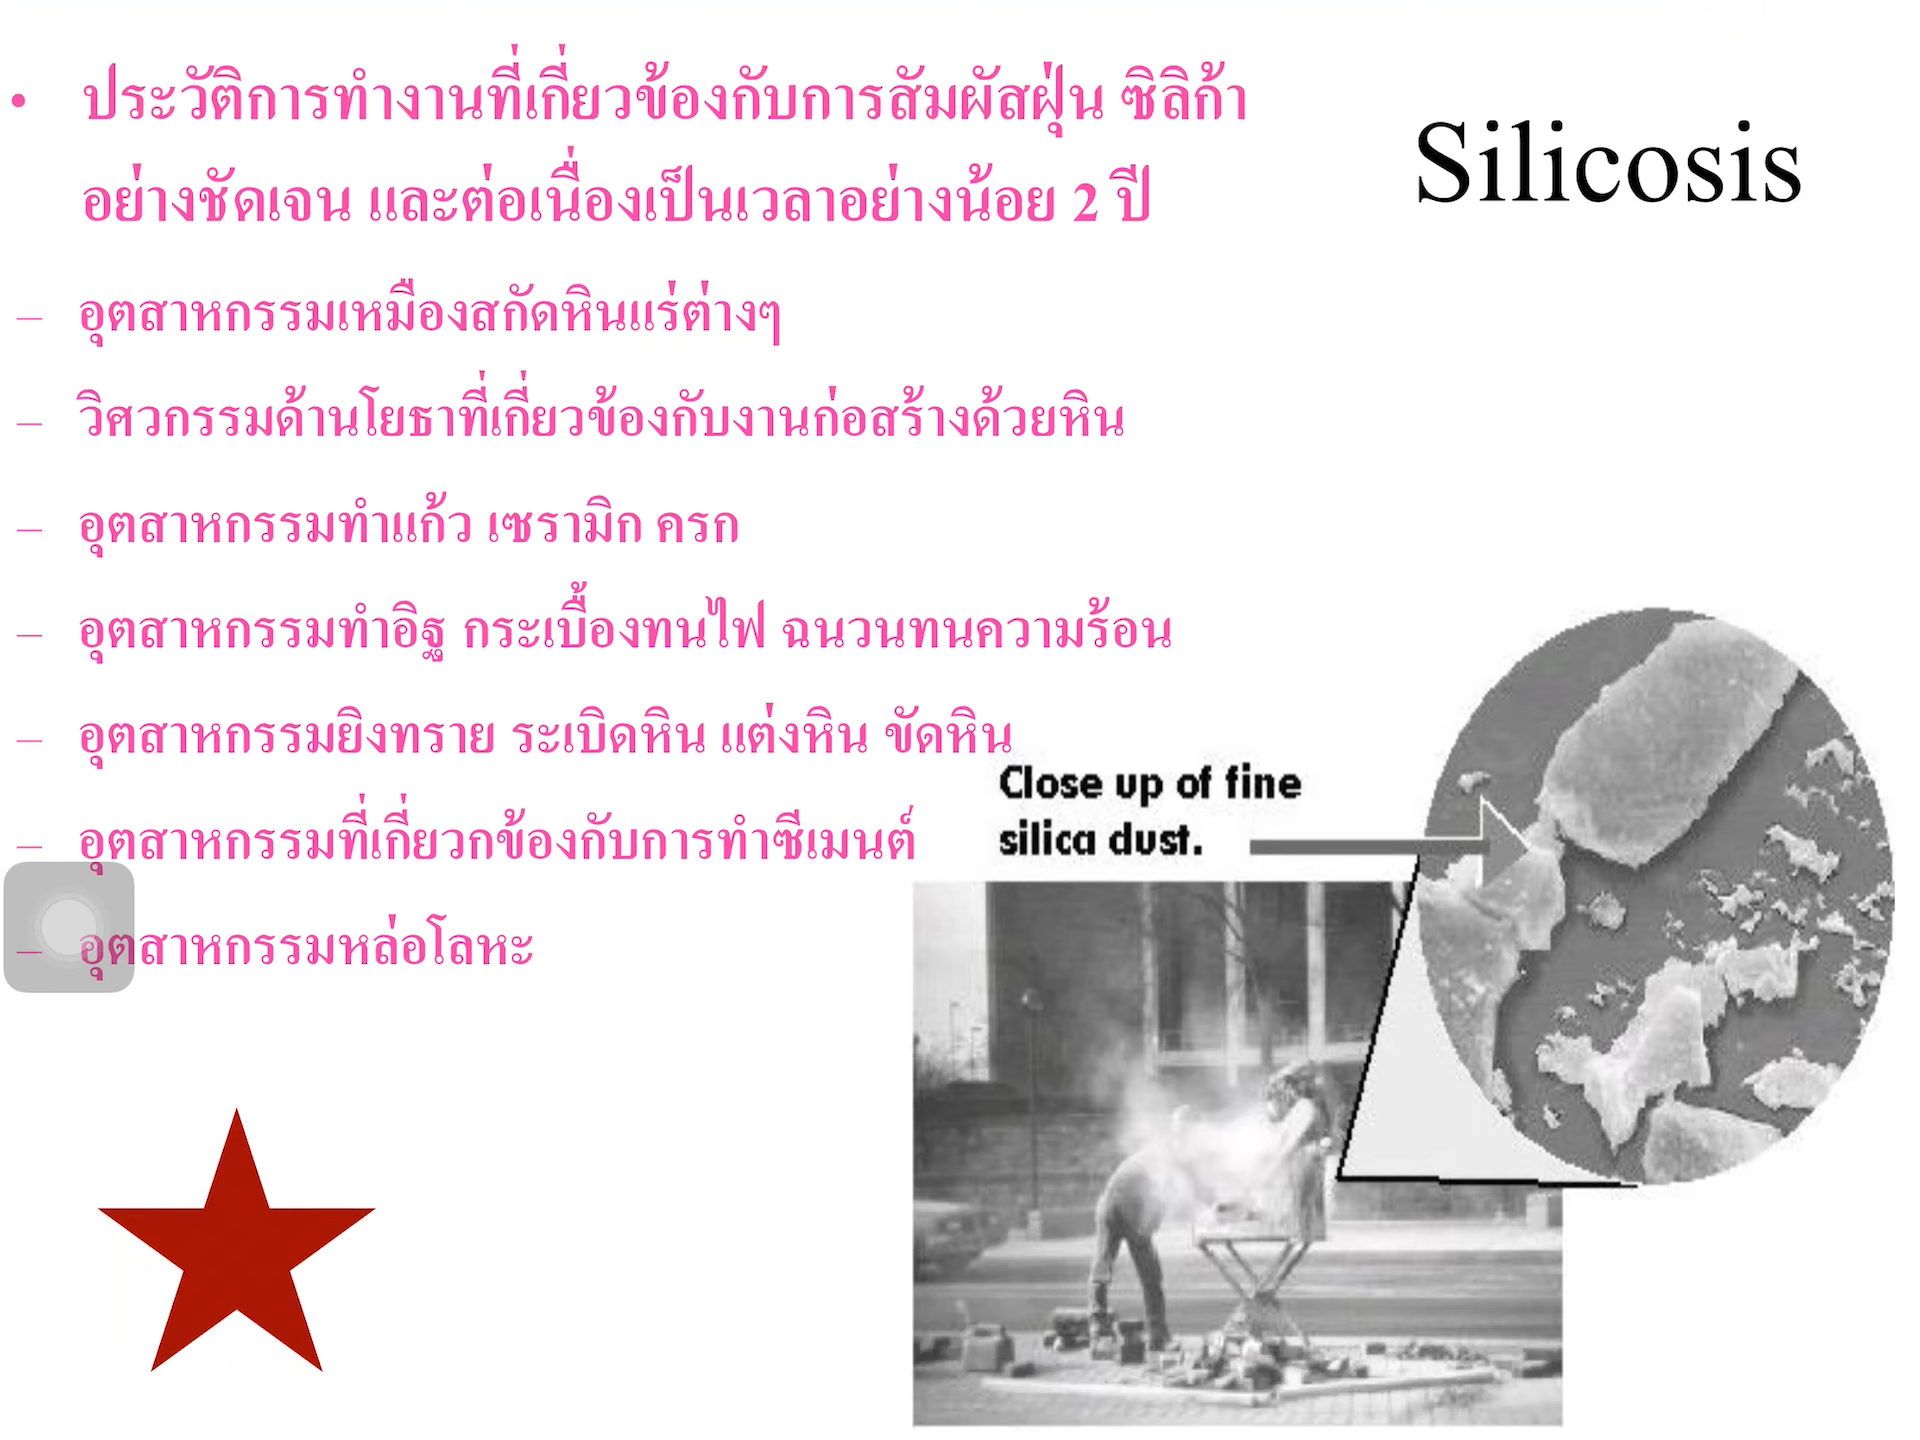 Silicosis
• ประวัติการทำงานที่เกี่ยวข้องกับการสัมผัสฝุ่น ซิลิก้า
อย่างชัดเจน และต่อเนื่องเป็นเวลาอย่างน้อย 2 ปี
– อุตสาหกรรมเหมืองสกัดหินแร่ต่างๆ
– วิศวกรรมด้านโยธาที่เกี่ยวข้องกับงานก่อสร้างด้วยหิน
– อุตสาหกรรมทำแก้ว เซรามิก ครก
– อุตสาหกรรมทำอิฐ กระเบื้องทนไฟ ฉนวนทนความร้อน
– อุตสาหกรรมยิงทราย ระเบิดหิน แต่งหิน ขัดหิน
– อุตสาหกรรมที่เกี่ยวกข้องกับการทำซีเมนต์
– อุตสาหกรรมหล่อโลหะ
Close up of fine
silica dust.